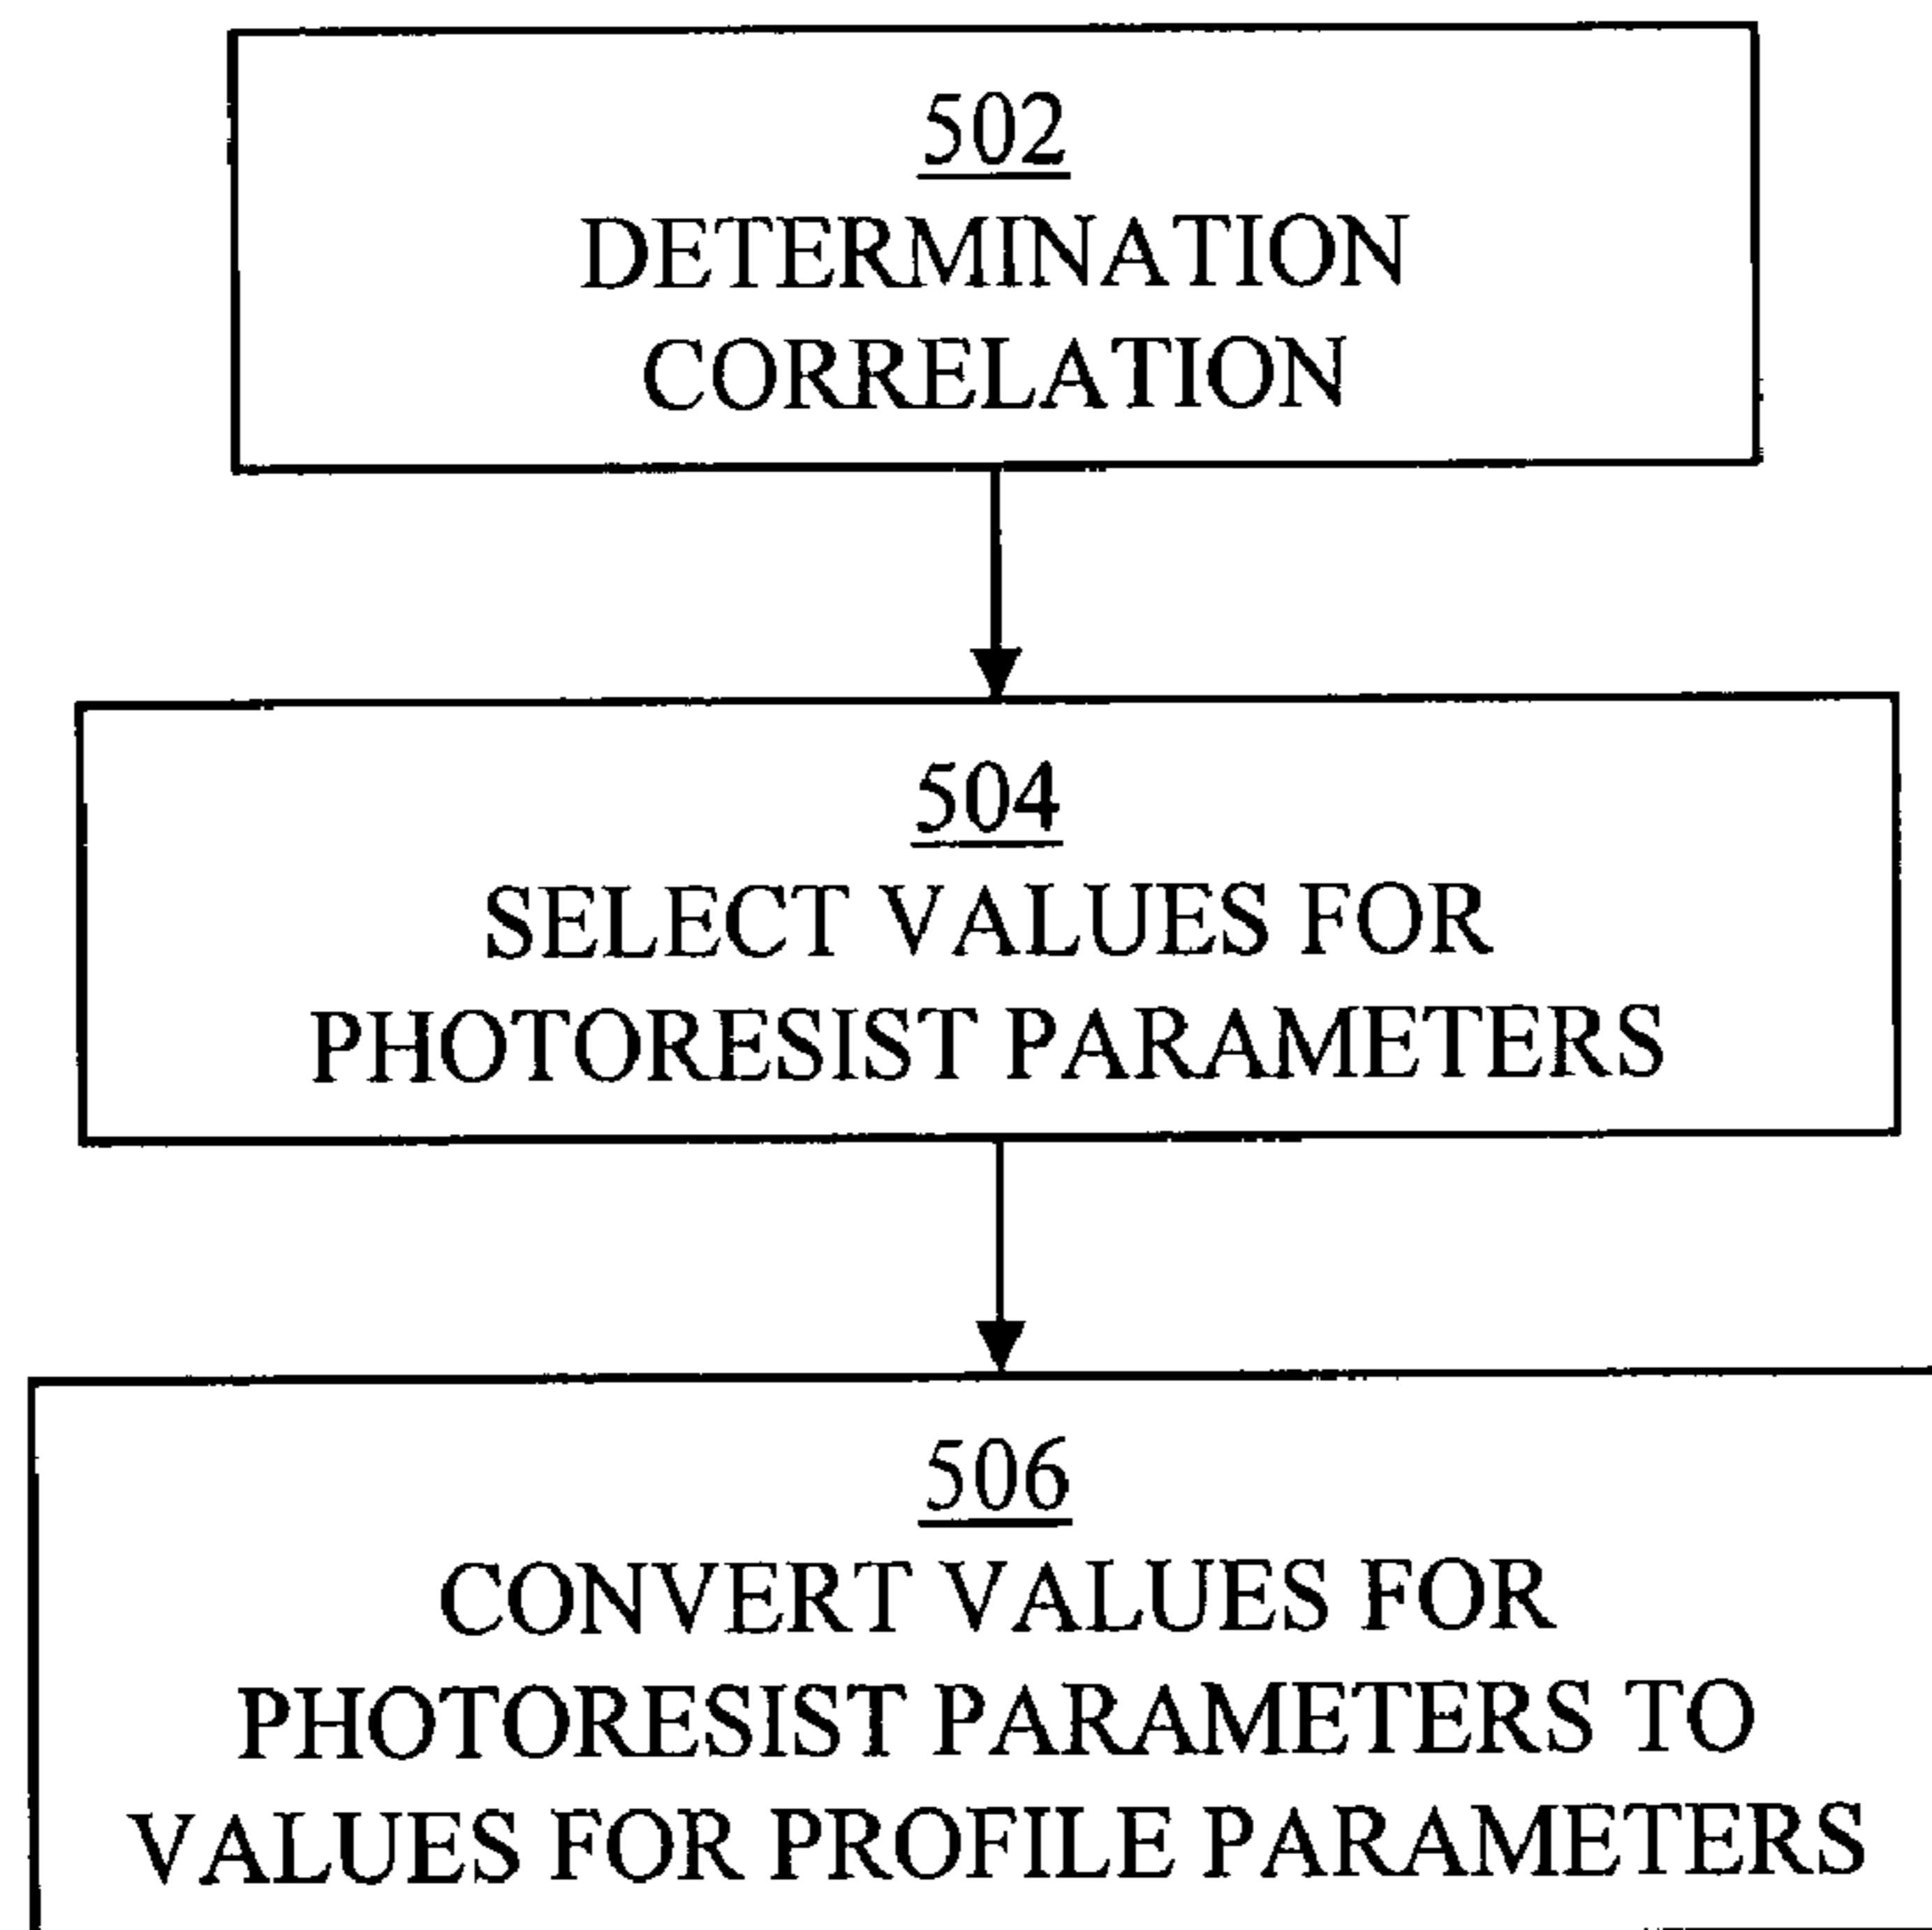 502
DETERMINATION
CORRELATION
504
SELECT VALUES FOR
PHOTORESIST PARAMETERS
506
CONVERT VALUES FOR
PHOTORESIST PARAMETERS TO
VALUES FOR PROFILE PARAMETERS